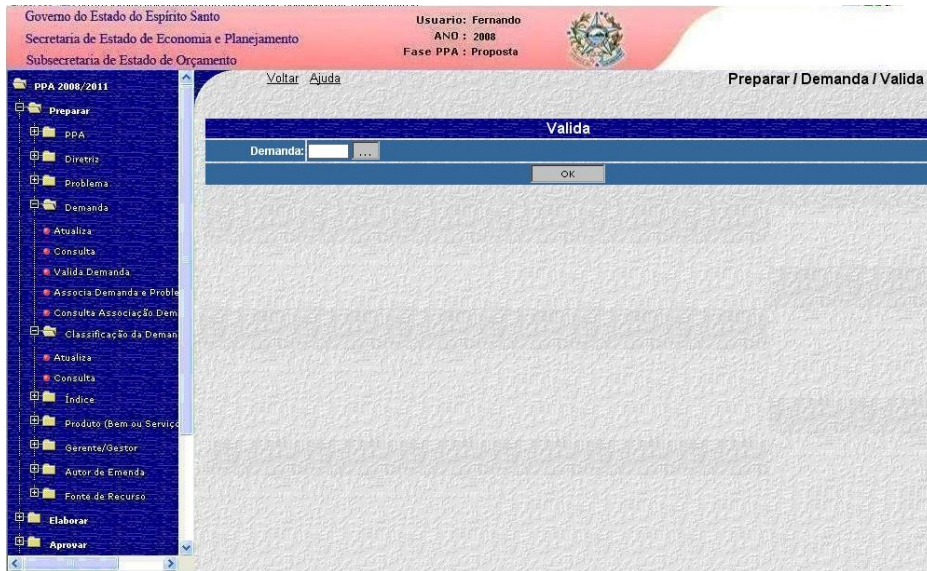 Governo do Estado do Espírito Santo
Secretaria de Estado de Economia e Planejamento
Subsecretaria de Estado de Orçamento
Usuario: Fernando
ANO : 2008
Fase PPA : Proposta
PPA 2008/2011
Preparar
PPA
Diretriz
Problema
Demanda
Atualiza
Consulta
Valida Demanda
Associa Demanda e Proble
Consulta Associação Dem
Classificação da Deman
Atualiza
Consulta
Índice
Produto (Bem ou Serviço
Gerente/Gestor
Autor de Emenda
Fonte de Recurso
Elaborar
Aprovar
Voltar Ajuda
Preparar / Demanda / Valida
Valida
Demanda: ...
OK